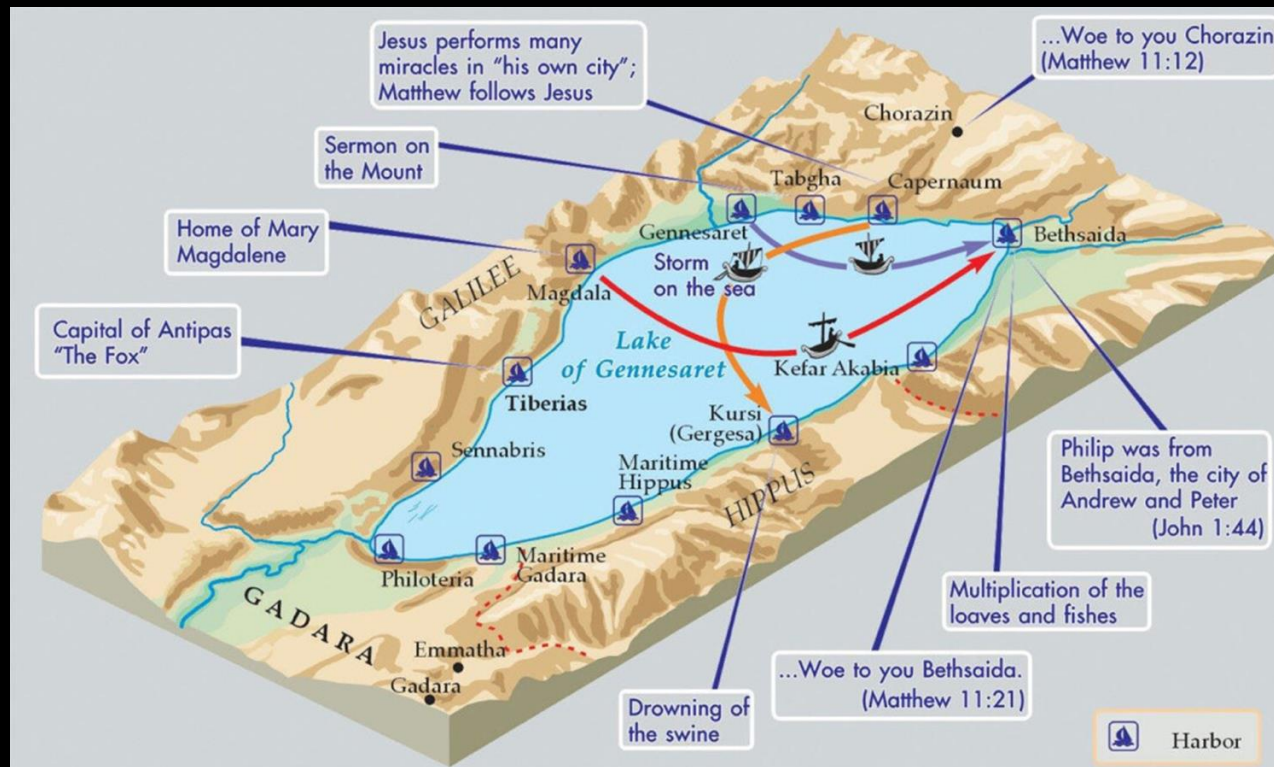 Jesus performs many
miracles in “his own city”;
Matthew follows Jesus
...Woe to you Chorazin
(Matthew 11:12)
Chorazin
Sermon on
the Mount
Tabgha
Capernaum
Home of Mary
Magdalene
Gennesaret
Bethsaida
Storm
on the sea
GALILEE
Magdala
Capital of Antipas
“The Fox”
Lake
of Gennesaret
Kefar Akabia
Tiberias
Kursi
(Gergesa)
Sennabris
Maritime
Hippus
HIPPUS
Philip was from
Bethsaida, the city of
Andrew and Peter
(John 1:44)
Philoteria
Maritime
Gadara
GADARA
Multiplication of the
loaves and fishes
Emmatha
Gadara
...Woe to you Bethsaida.
(Matthew 11:21)
Drowning of
the swine
Harbor